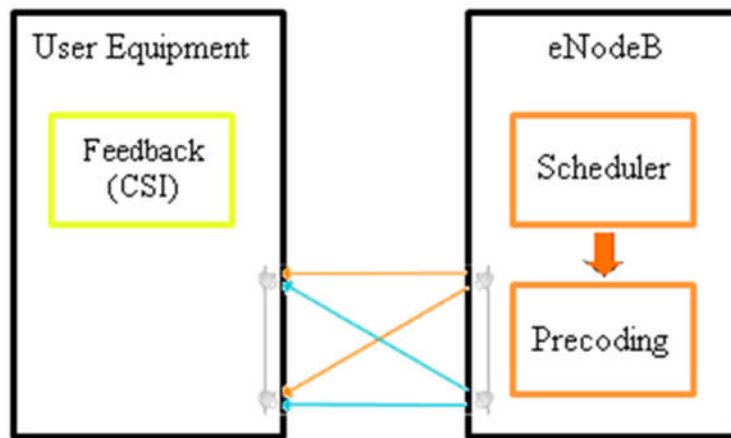 User Equipment
Feedback
(CSI)
eNodeB
Scheduler
Precoding